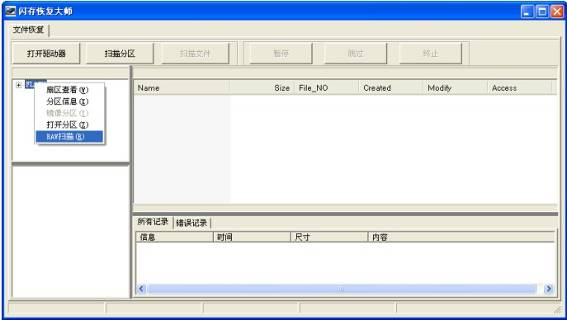 闪存恢复大师
文件恢复
打开驱动器 扫描分区 扫描文件 暂停 跳过 终止
扇区查看(V)
分区信息(I)
镜像分区(I)
打开分区(Z)
RAW扫描(R)
Name Size File_NO Created Modify Access
所有记录 错误记录
信息 时间 尺寸 内容